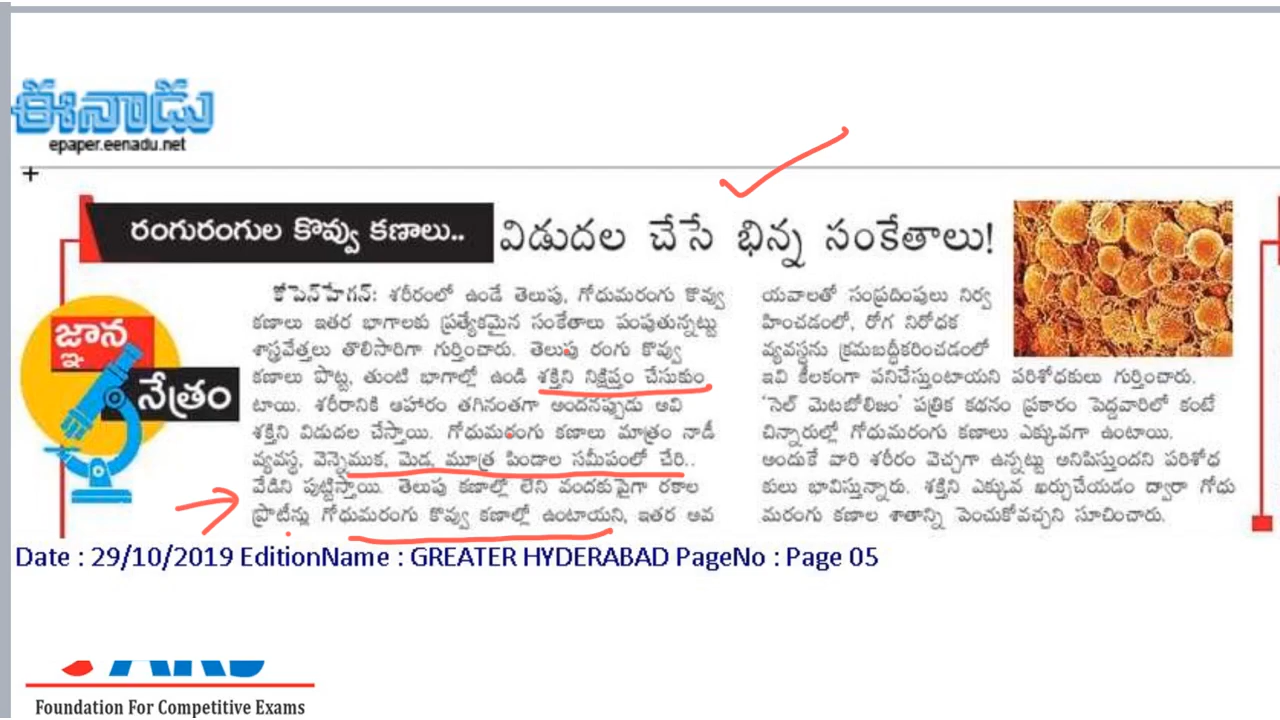 ఈనాడు
epaper.eenadu.net
రంగురంగుల కొవ్వు కణాలు.. విడుదల చేసే భిన్న సంకేతాలు!
జ్ఞాన
నేత్రం
కోపెన్‌హేగన్: శరీరంలో ఉండే తెలుపు, గోధుమరంగు కొవ్వు
కణాలు ఇతర భాగాలకు ప్రత్యేకమైన సంకేతాలు పంపుతున్నట్టు
శాస్త్రవేత్తలు తొలిసారిగా గుర్తించారు. తెలుపు రంగు కొవ్వు
కణాలు పొట్ట, తుంటి భాగాల్లో ఉండి శక్తిని నిక్షిప్తం చేసుకుం
టాయి. శరీరానికి ఆహారం తగినంతగా అందనప్పుడు అవి
శక్తిని విడుదల చేస్తాయి. గోధుమరంగు కణాలు మాత్రం నాడీ
వ్యవస్థ, వెన్నెముక, మెడ, మూత్ర పిండాల సమీపంలో చేరి..
వేడిని పుట్టిస్తాయి. తెలుపు కణాల్లో లేని వందకుపైగా రకాల
ప్రొటీన్లు గోధుమరంగు కొవ్వు కణాల్లో ఉంటాయని, ఇతర అవ
యవాలతో సంప్రదింపులు నిర్వ
హించడంలో, రోగ నిరోధక
వ్యవస్థను క్రమబద్ధీకరించడంలో
ఇవి కీలకంగా పనిచేస్తుంటాయని పరిశోధకులు గుర్తించారు.
'సెల్ మెటబోలిజం' పత్రిక కథనం ప్రకారం పెద్దవారిలో కంటే
చిన్నారుల్లో గోధుమరంగు కణాలు ఎక్కువగా ఉంటాయి.
అందుకే వారి శరీరం వెచ్చగా ఉన్నట్టు అనిపిస్తుందని పరిశోధ
కులు భావిస్తున్నారు. శక్తిని ఎక్కువ ఖర్చుచేయడం ద్వారా గోధు
మరంగు కణాల శాతాన్ని పెంచుకోవచ్చని సూచించారు.
Date : 29/10/2019 EditionName : GREATER HYDERABAD PageNo : Page 05
Foundation For Competitive Exams